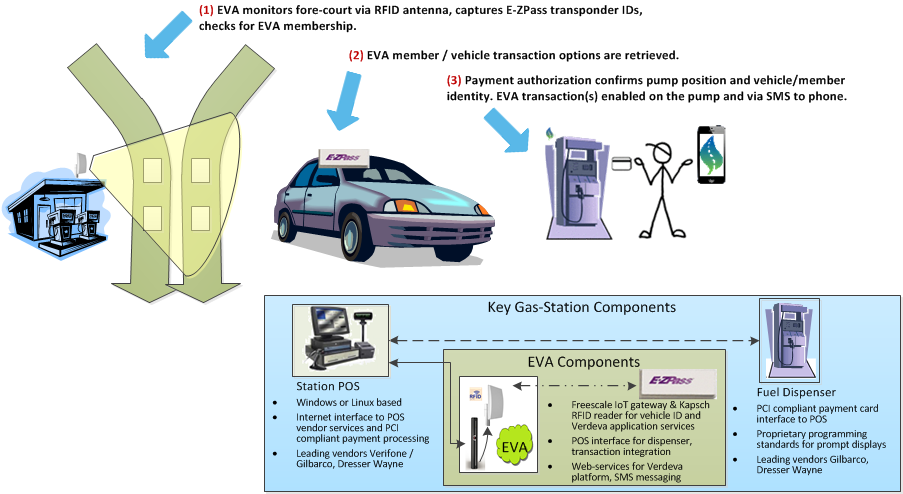 (1) EVA monitors fore-court via RFID antenna, captures E-ZPass transponder IDs,
checks for EVA membership.
(2) EVA member / vehicle transaction options are retrieved.
(3) Payment authorization confirms pump position and vehicle/member
identity. EVA transaction(s) enabled on the pump and via SMS to phone.
E-ZPass
Key Gas-Station Components
Station POS
• Windows or Linux based
• Internet interface to POS
vendor services and PCI
compliant payment processing
• Leading vendors Verifone /
Gilbarco, Dresser Wayne
EVA Components
E-ZPass
RFID
EVA
• Freescale IoT gateway & Kapsch
RFID reader for vehicle ID and
Verdeva application services
• POS interface for dispenser,
transaction integration
• Web-services for Verdeva
platform, SMS messaging
Fuel Dispenser
• PCI compliant payment card
interface to POS
• Proprietary programming
standards for prompt displays
• Leading vendors Gilbarco,
Dresser Wayne